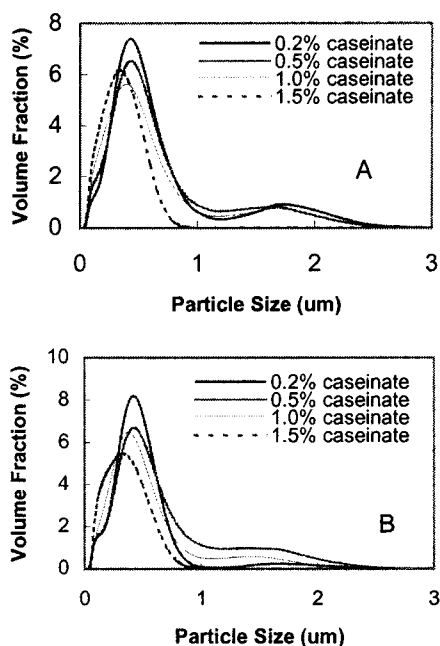 8
6
4
2
0
Volume Fraction (%)
0.2% caseinate
0.5% caseinate
1.0% caseinate
1.5% caseinate
A
0
1
2
3
Particle Size (um)
10
8
6
4
2
0
Volume Fraction (%)
0.2% caseinate
0.5% caseinate
1.0% caseinate
1.5% caseinate
B
0
1
2
3
Particle Size (um)